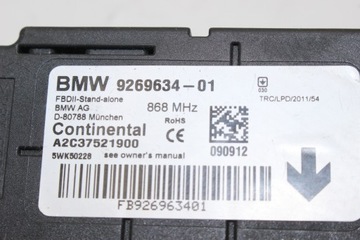 BMW 9269634-01
FBDII-Stand-alone
BMW AG 868 MHz
D-80788 München RoHS
Continental CE
A2C37521900
5WK50228 see owner's manual
090912
030
TRC/LPD/2011/54
FB926963401